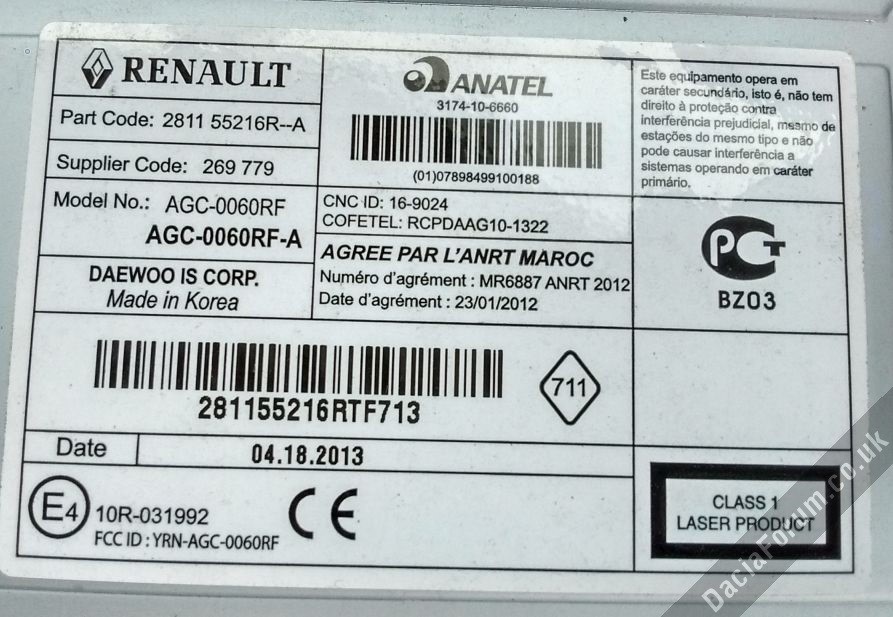 RENAULT
Part Code: 2811 55216R--A
Supplier Code: 269 779
Model No.: AGC-0060RF
AGC-0060RF-A
DAEWOO IS CORP.
Made in Korea
ANATEL
3174-10-6660
(01)07898499100188
CNC ID: 16-9024
COFETEL: RCPDAAG10-1322
AGREE PAR L'ANRT MAROC
Numéro d'agrément : MR6887 ANRT 2012
Date d'agrément : 23/01/2012
Este equipamento opera em
caráter secundário, isto é, não tem
direito à proteção contra
interferência prejudicial, mesmo de
estações do mesmo tipo e não
pode causar interferência a
sistemas operando em caráter
primário.
PCT
BZ03
281155216RTF713
711
Date 04.18.2013
E4 10R-031992 CE
FCC ID : YRN-AGC-0060RF
CLASS 1
LASER PRODUCT
DaciaForum.co.uk